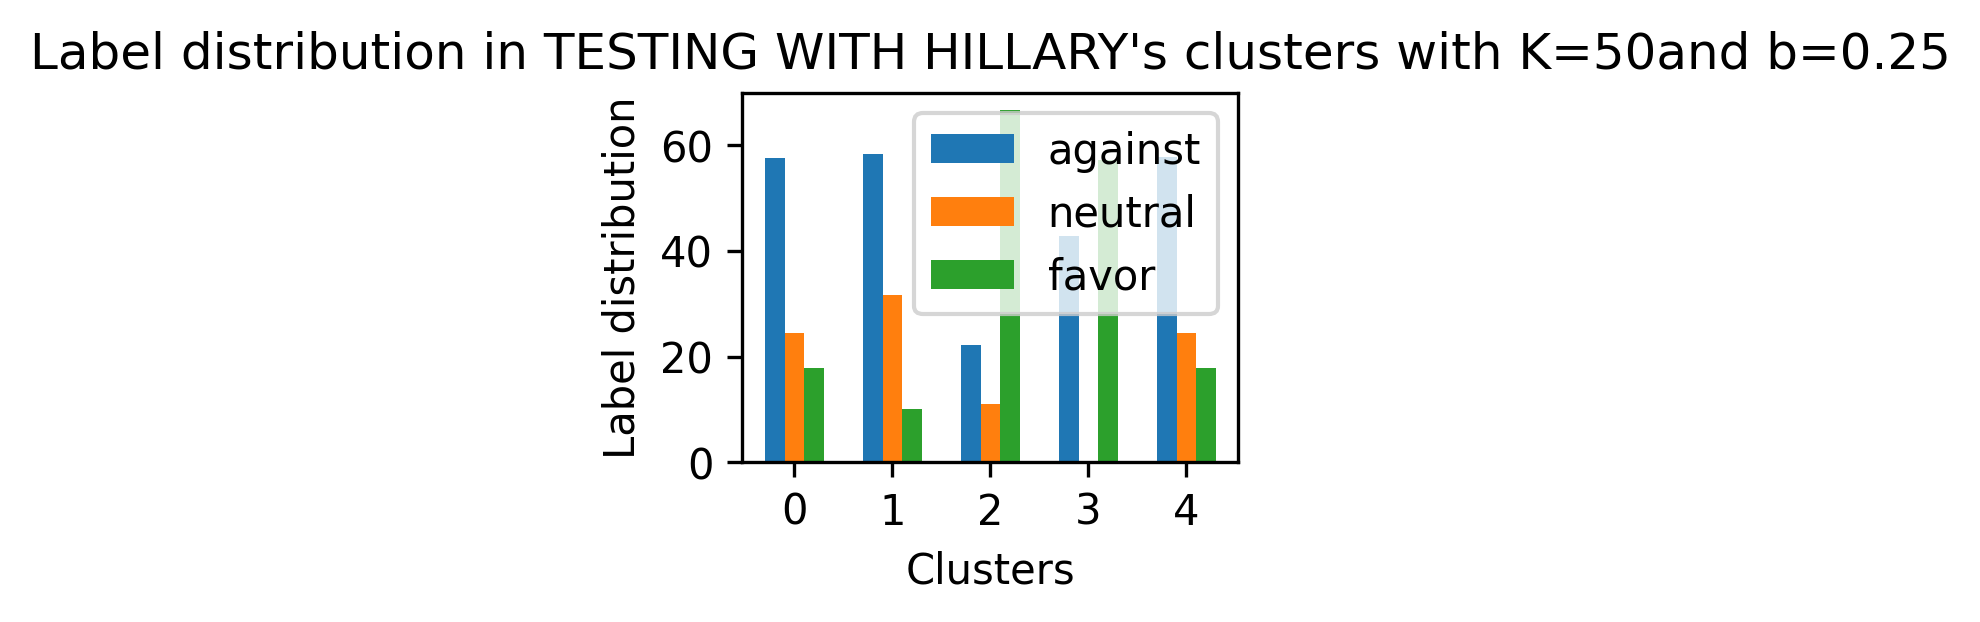 Label distribution in TESTING WITH HILLARY's clusters with K=50and b=0.25
Label distribution
60
40
20
0
against
neutral
favor
0 1 2 3 4
Clusters